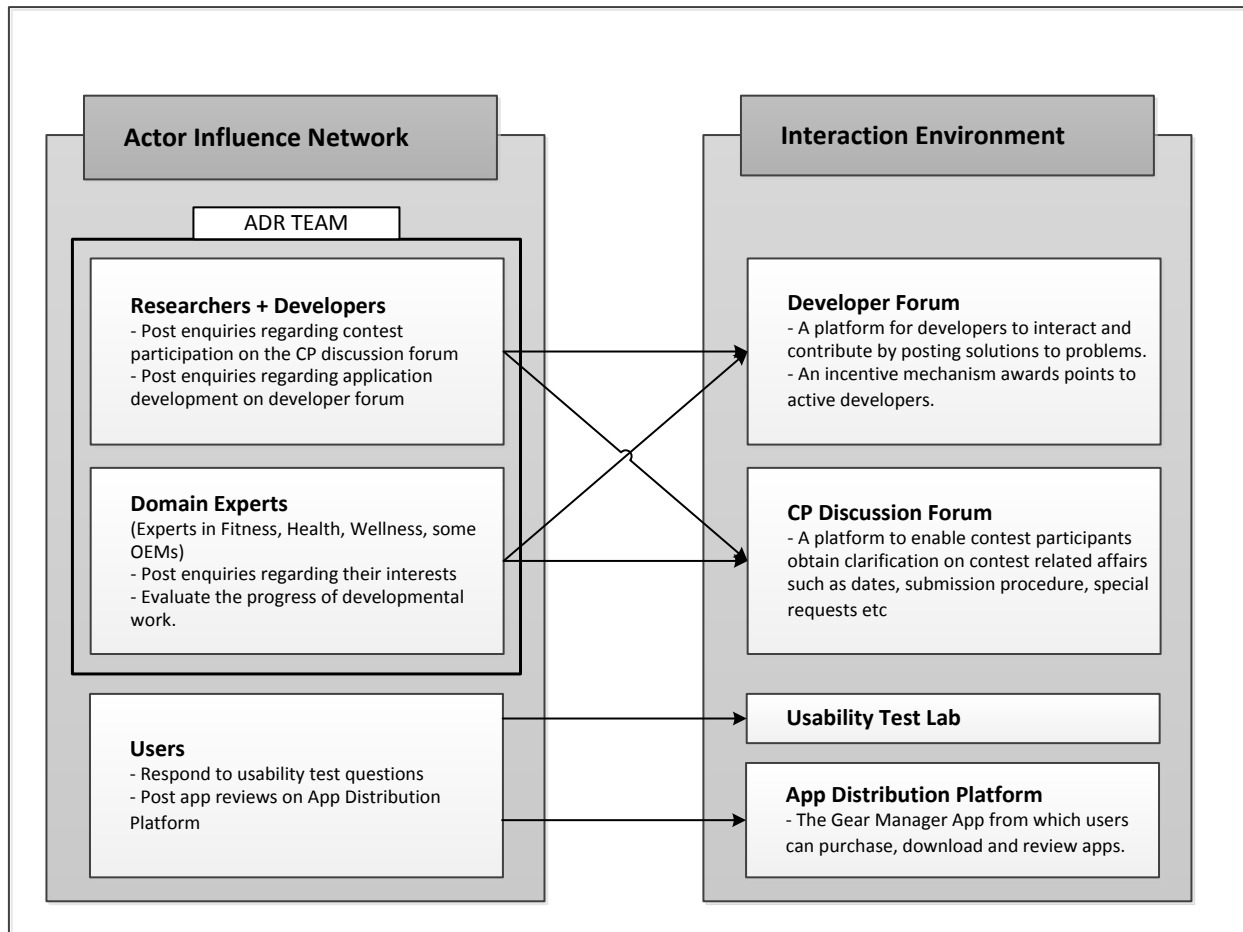 Actor Influence Network
ADR TEAM
Researchers + Developers
- Post enquiries regarding contest
participation on the CP discussion forum
- Post enquiries regarding application
development on developer forum
Domain Experts
(Experts in Fitness, Health, Wellness, some
OEMs)
- Post enquiries regarding their interests
- Evaluate the progress of developmental
work.
Users
- Respond to usability test questions
- Post app reviews on App Distribution
Platform
Interaction Environment
Developer Forum
- A platform for developers to interact and
contribute by posting solutions to problems.
- An incentive mechanism awards points to
active developers.
CP Discussion Forum
- A platform to enable contest participants
obtain clarification on contest related affairs
such as dates, submission procedure, special
requests etc
Usability Test Lab
App Distribution Platform
- The Gear Manager App from which users
can purchase, download and review apps.